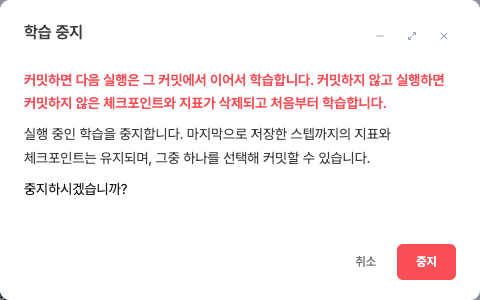 학습 중지
커밋하면 다음 실행은 그 커밋에서 이어서 학습합니다. 커밋하지 않고 실행하면
커밋하지 않은 체크포인트와 지표가 삭제되고 처음부터 학습합니다.
실행 중인 학습을 중지합니다. 마지막으로 저장한 스텝까지의 지표와
체크포인트는 유지되며, 그중 하나를 선택해 커밋할 수 있습니다.
중지하시겠습니까?
취소
중지